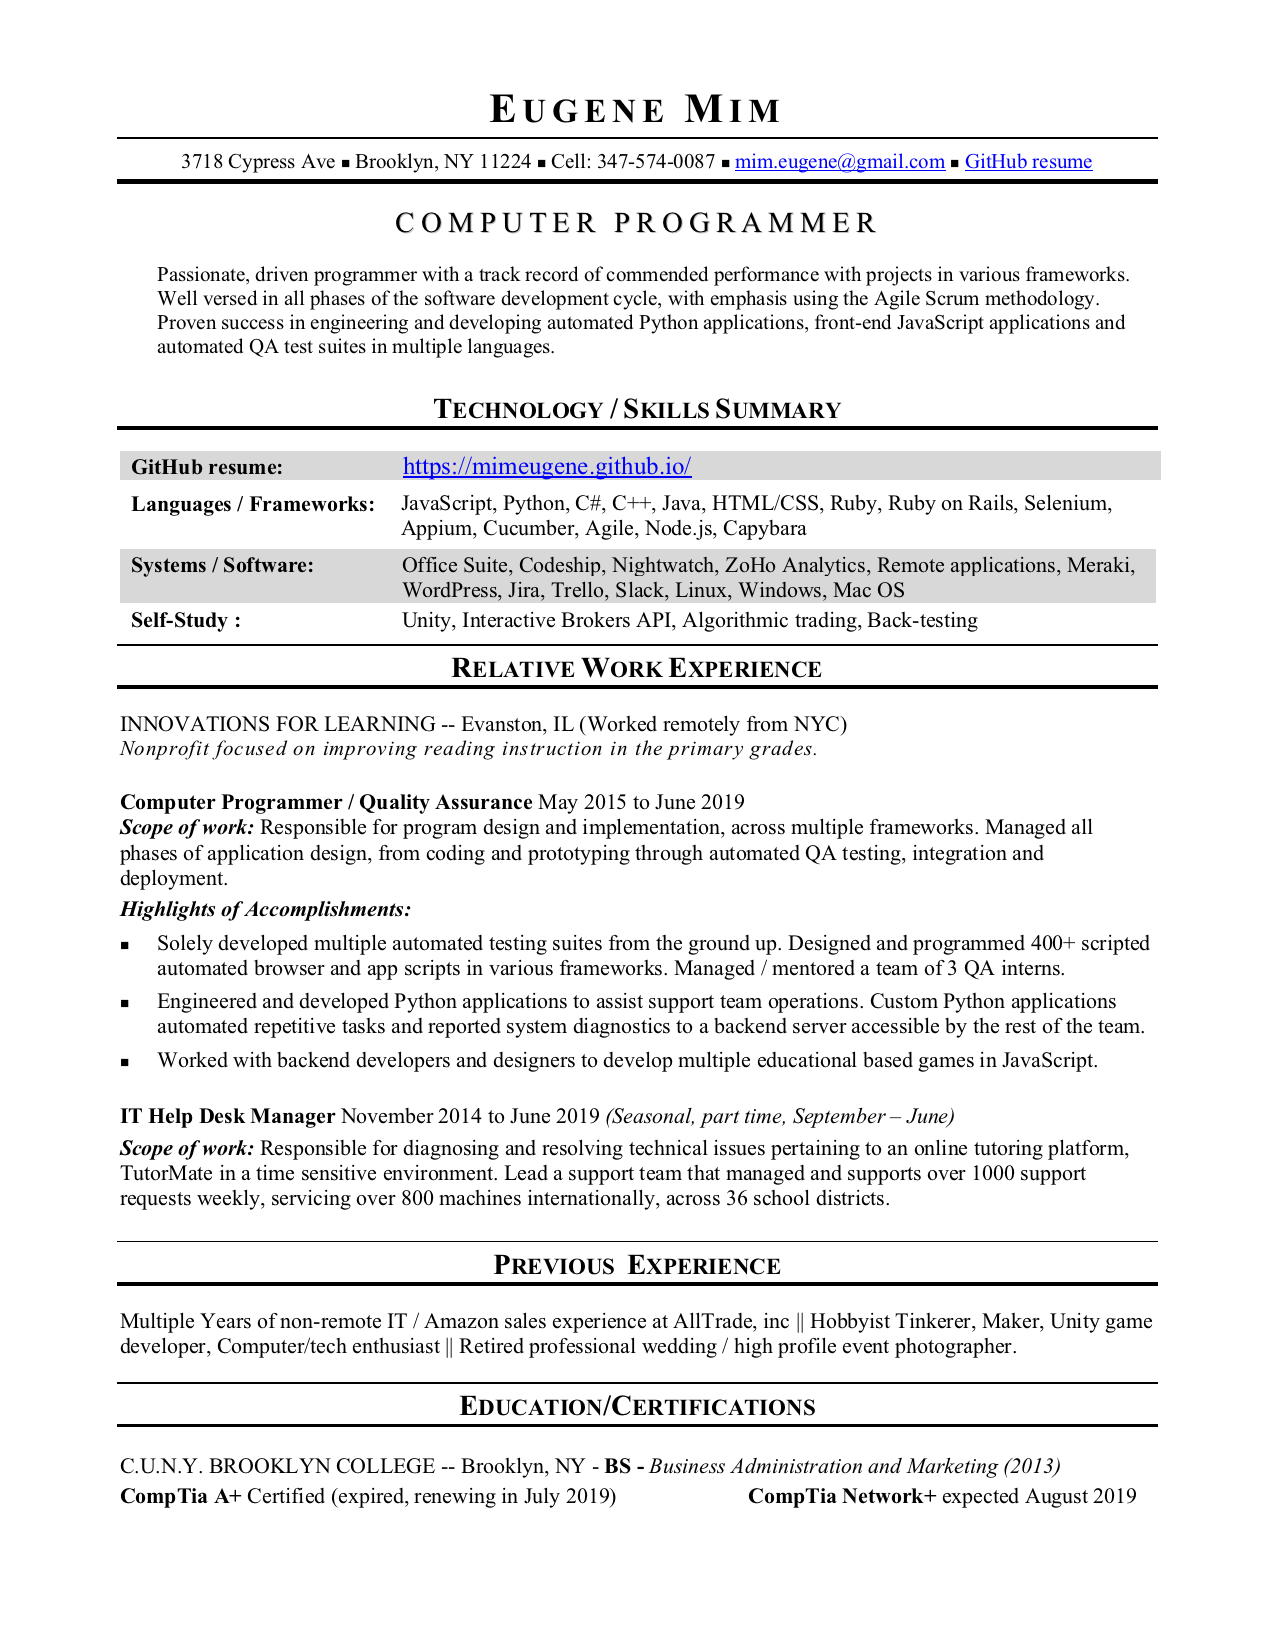 EUGENE MIM
3718 Cypress Ave ▪ Brooklyn, NY 11224 ▪ Cell: 347-574-0087 ▪ mim.eugene@gmail.com ▪ GitHub resume
COMPUTER PROGRAMMER
Passionate, driven programmer with a track record of commended performance with projects in various frameworks.
Well versed in all phases of the software development cycle, with emphasis using the Agile Scrum methodology.
Proven success in engineering and developing automated Python applications, front-end JavaScript applications and
automated QA test suites in multiple languages.
TECHNOLOGY / SKILLS SUMMARY
GitHub resume: https://mimeugene.github.io/
Languages / Frameworks: JavaScript, Python, C#, C++, Java, HTML/CSS, Ruby, Ruby on Rails, Selenium,
Appium, Cucumber, Agile, Node.js, Capybara
Systems / Software: Office Suite, Codeship, Nightwatch, ZoHo Analytics, Remote applications, Meraki,
WordPress, Jira, Trello, Slack, Linux, Windows, Mac OS
Self-Study : Unity, Interactive Brokers API, Algorithmic trading, Back-testing
RELATIVE WORK EXPERIENCE
INNOVATIONS FOR LEARNING -- Evanston, IL (Worked remotely from NYC)
Nonprofit focused on improving reading instruction in the primary grades.
Computer Programmer / Quality Assurance May 2015 to June 2019
Scope of work: Responsible for program design and implementation, across multiple frameworks. Managed all
phases of application design, from coding and prototyping through automated QA testing, integration and
deployment.
Highlights of Accomplishments:
▪ Solely developed multiple automated testing suites from the ground up. Designed and programmed 400+ scripted
automated browser and app scripts in various frameworks. Managed / mentored a team of 3 QA interns.
▪ Engineered and developed Python applications to assist support team operations. Custom Python applications
automated repetitive tasks and reported system diagnostics to a backend server accessible by the rest of the team.
▪ Worked with backend developers and designers to develop multiple educational based games in JavaScript.
IT Help Desk Manager November 2014 to June 2019 (Seasonal, part time, September – June)
Scope of work: Responsible for diagnosing and resolving technical issues pertaining to an online tutoring platform,
TutorMate in a time sensitive environment. Lead a support team that managed and supports over 1000 support
requests weekly, servicing over 800 machines internationally, across 36 school districts.
PREVIOUS EXPERIENCE
Multiple Years of non-remote IT / Amazon sales experience at AllTrade, inc || Hobbyist Tinkerer, Maker, Unity game
developer, Computer/tech enthusiast || Retired professional wedding / high profile event photographer.
EDUCATION/CERTIFICATIONS
C.U.N.Y. BROOKLYN COLLEGE -- Brooklyn, NY - BS - Business Administration and Marketing (2013)
CompTia A+ Certified (expired, renewing in July 2019) CompTia Network+ expected August 2019